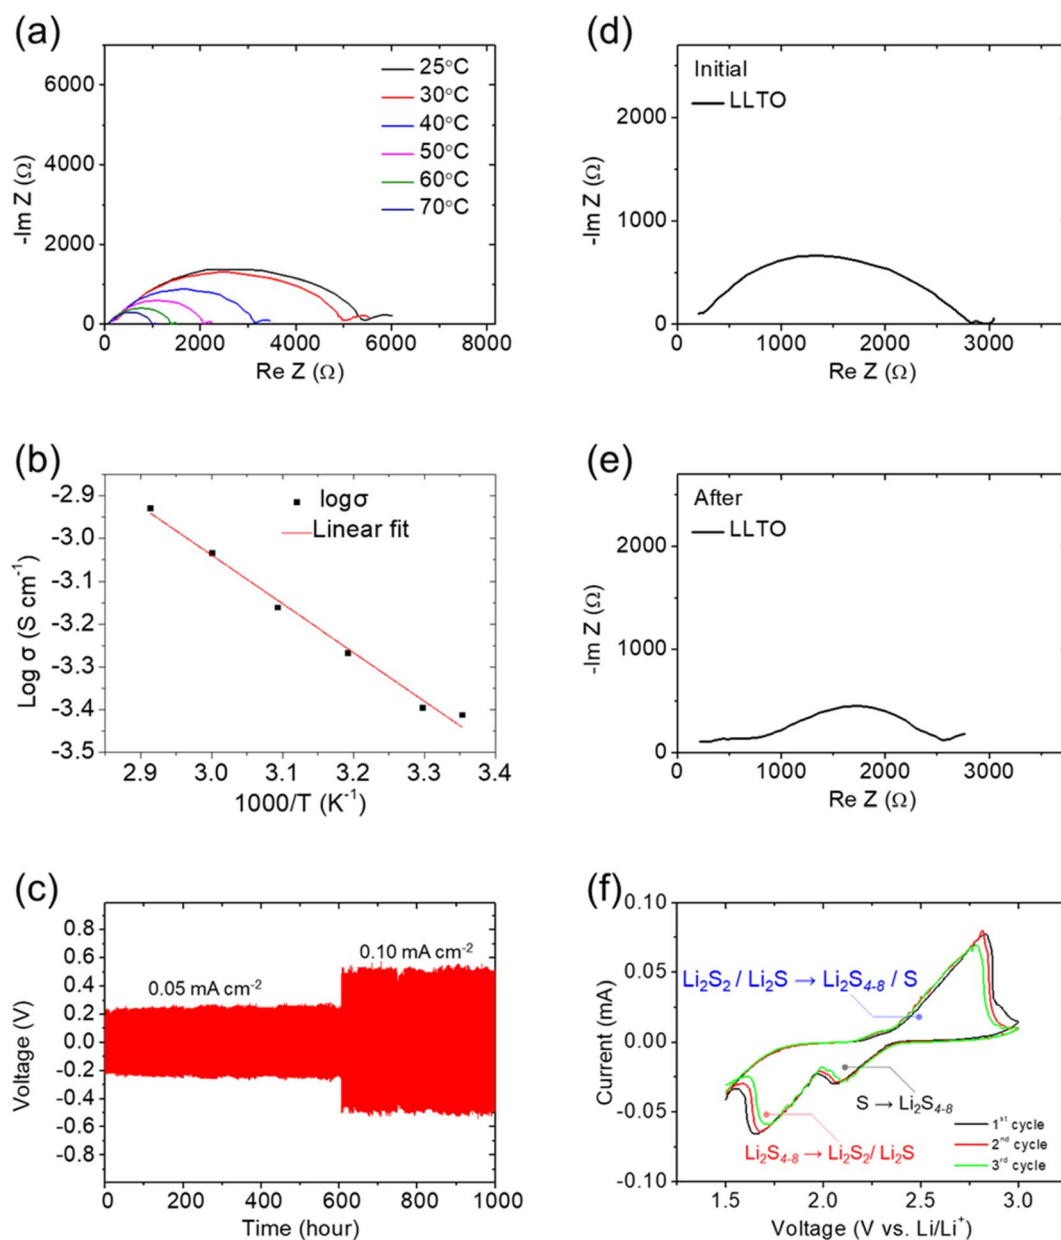 (a)
6000
4000
2000
0
-Im Z (Ω)
25°C
30°C
40°C
50°C
60°C
70°C
0 2000 4000 6000 8000
Re Z (Ω)
(d)
Initial
LLTO
2000
1000
0
-Im Z (Ω)
0 1000 2000 3000
Re Z (Ω)
(b)
-2.9
-3.0
-3.1
-3.2
-3.3
-3.4
-3.5
Log σ (S cm⁻¹)
logσ
Linear fit
2.9 3.0 3.1 3.2 3.3 3.4
1000/T (K⁻¹)
(e)
After
LLTO
2000
1000
0
-Im Z (Ω)
0 1000 2000 3000
Re Z (Ω)
(c)
0.8
0.6
0.4
0.2
0.0
-0.2
-0.4
-0.6
-0.8
Voltage (V)
0.05 mA cm⁻²
0.10 mA cm⁻²
0 200 400 600 800 1000
Time (hour)
(f)
0.10
0.05
0.00
-0.05
-0.10
Current (mA)
Li₂S₂ / Li₂S → Li₂S₄₋₈ / S
S → Li₂S₄₋₈
Li₂S₄₋₈ → Li₂S₂/ Li₂S
1ˢᵗ cycle
2ⁿᵈ cycle
3ʳᵈ cycle
1.5 2.0 2.5 3.0
Voltage (V vs. Li/Li⁺)